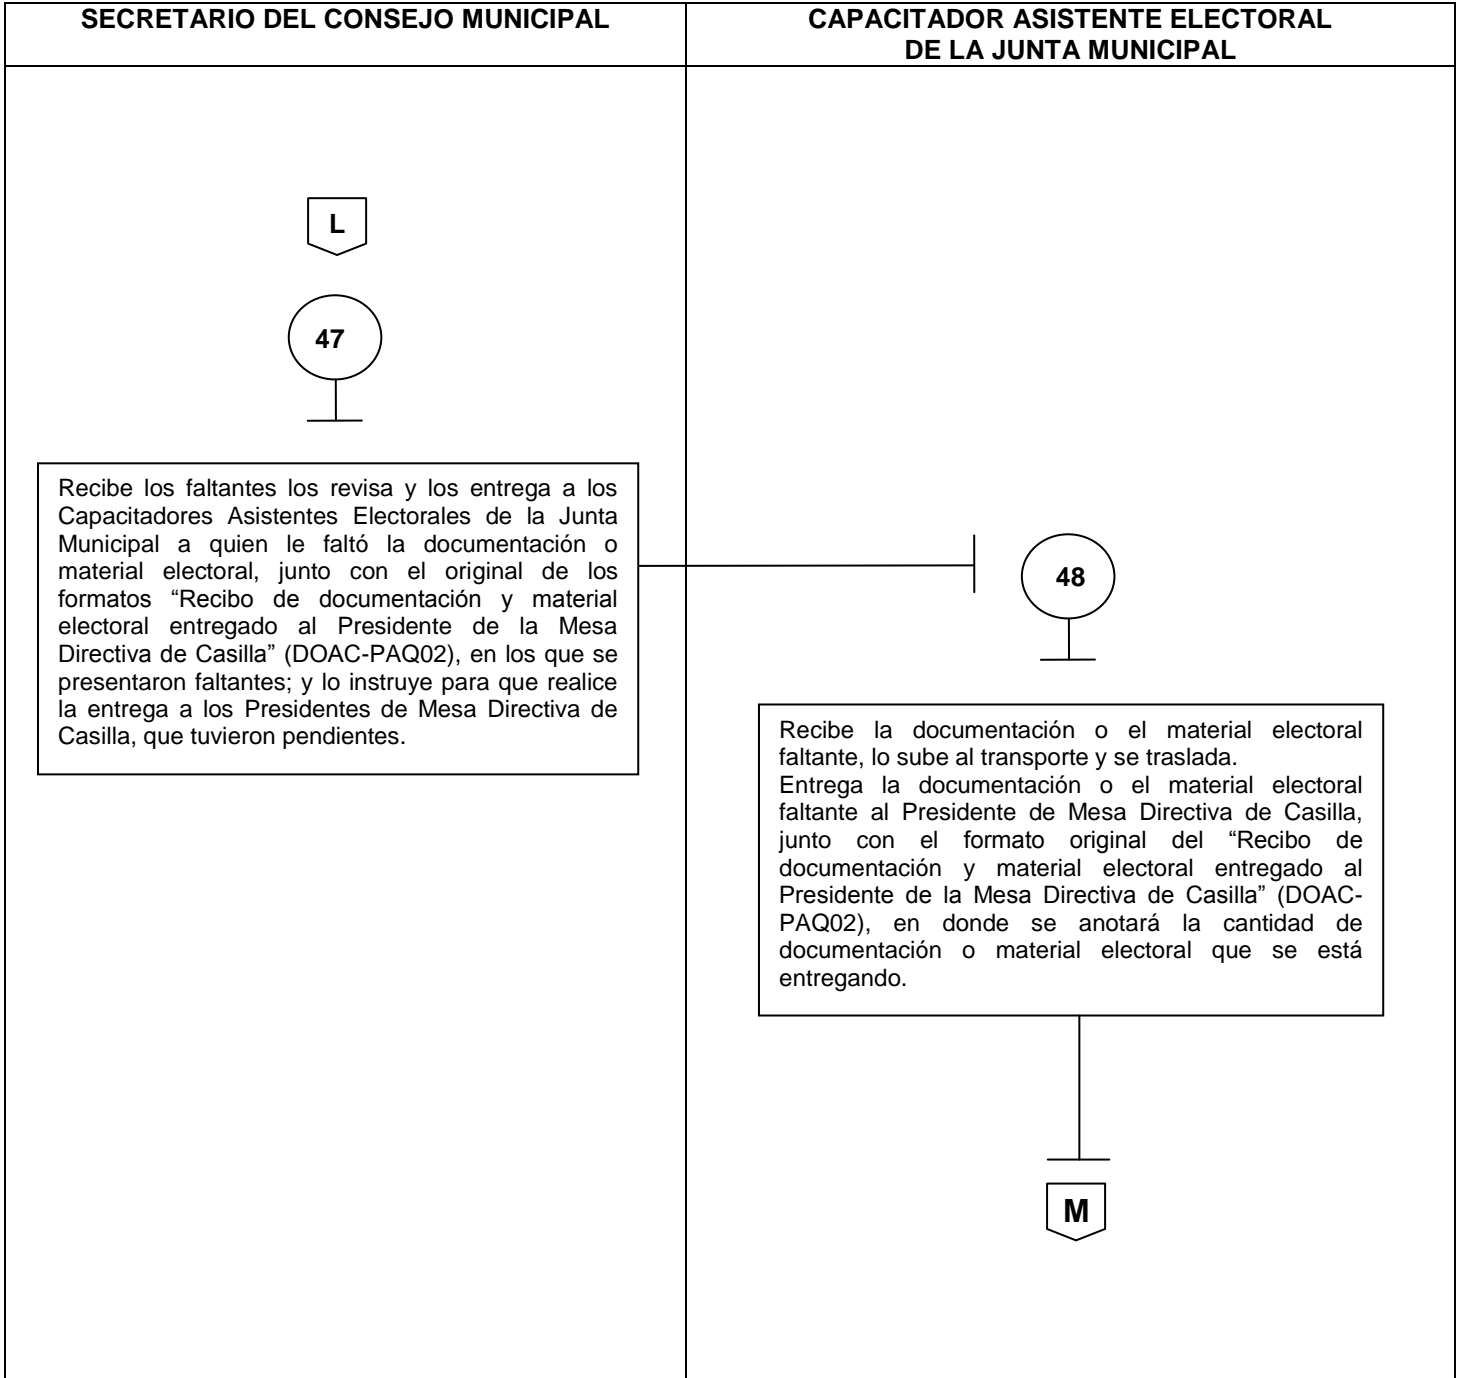 SECRETARIO DEL CONSEJO MUNICIPAL
CAPACITADOR ASISTENTE ELECTORAL
DE LA JUNTA MUNICIPAL
L
47
Recibe los faltantes los revisa y los entrega a los
Capacitadores Asistentes Electorales de la Junta
Municipal a quien le faltó la documentación o
material electoral, junto con el original de los
formatos “Recibo de documentación y material
electoral entregado al Presidente de la Mesa
Directiva de Casilla” (DOAC-PAQ02), en los que se
presentaron faltantes; y lo instruye para que realice
la entrega a los Presidentes de Mesa Directiva de
Casilla, que tuvieron pendientes.
48
Recibe la documentación o el material electoral
faltante, lo sube al transporte y se traslada.
Entrega la documentación o el material electoral
faltante al Presidente de Mesa Directiva de Casilla,
junto con el formato original del “Recibo de
documentación y material electoral entregado al
Presidente de la Mesa Directiva de Casilla” (DOAC-
PAQ02), en donde se anotará la cantidad de
documentación o material electoral que se está
entregando.
M